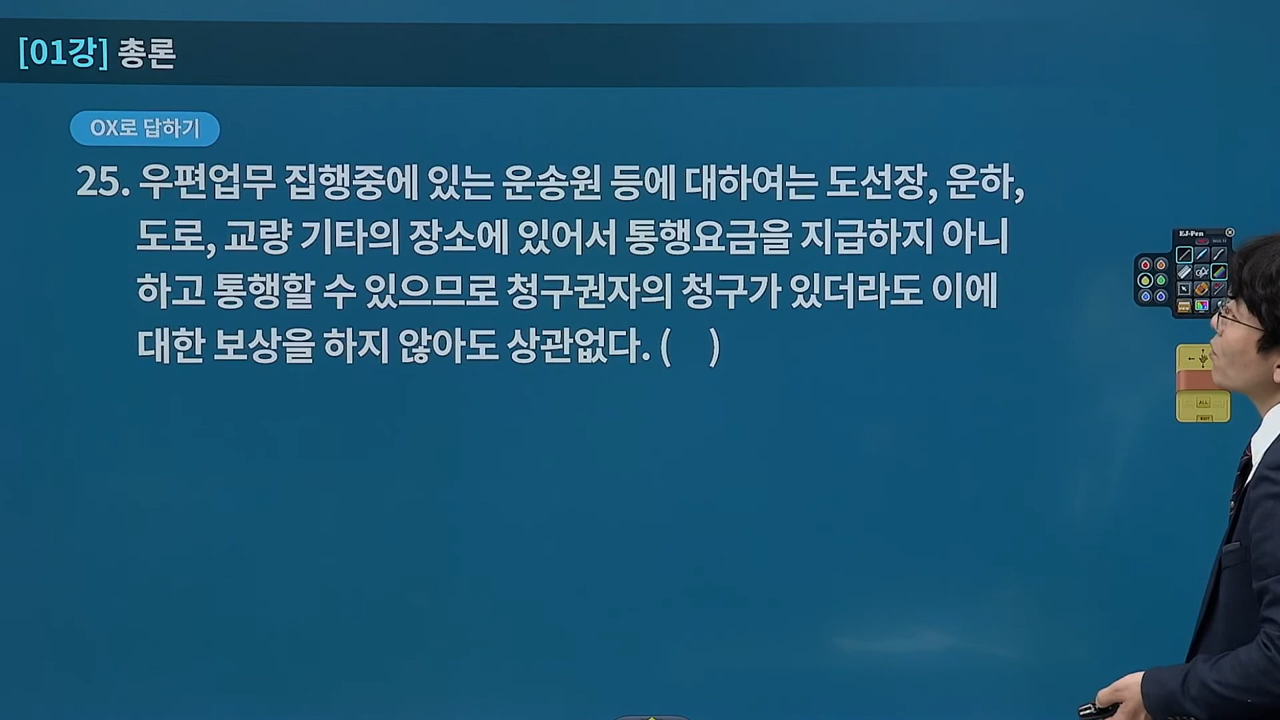 [01강] 총론
OX로 답하기
25. 우편업무 집행중에 있는 운송원 등에 대하여는 도선장, 운하,
도로, 교량 기타의 장소에 있어서 통행요금을 지급하지 아니
하고 통행할 수 있으므로 청구권자의 청구가 있더라도 이에
대한 보상을 하지 않아도 상관없다. ( )
EJ-Pen
ALL